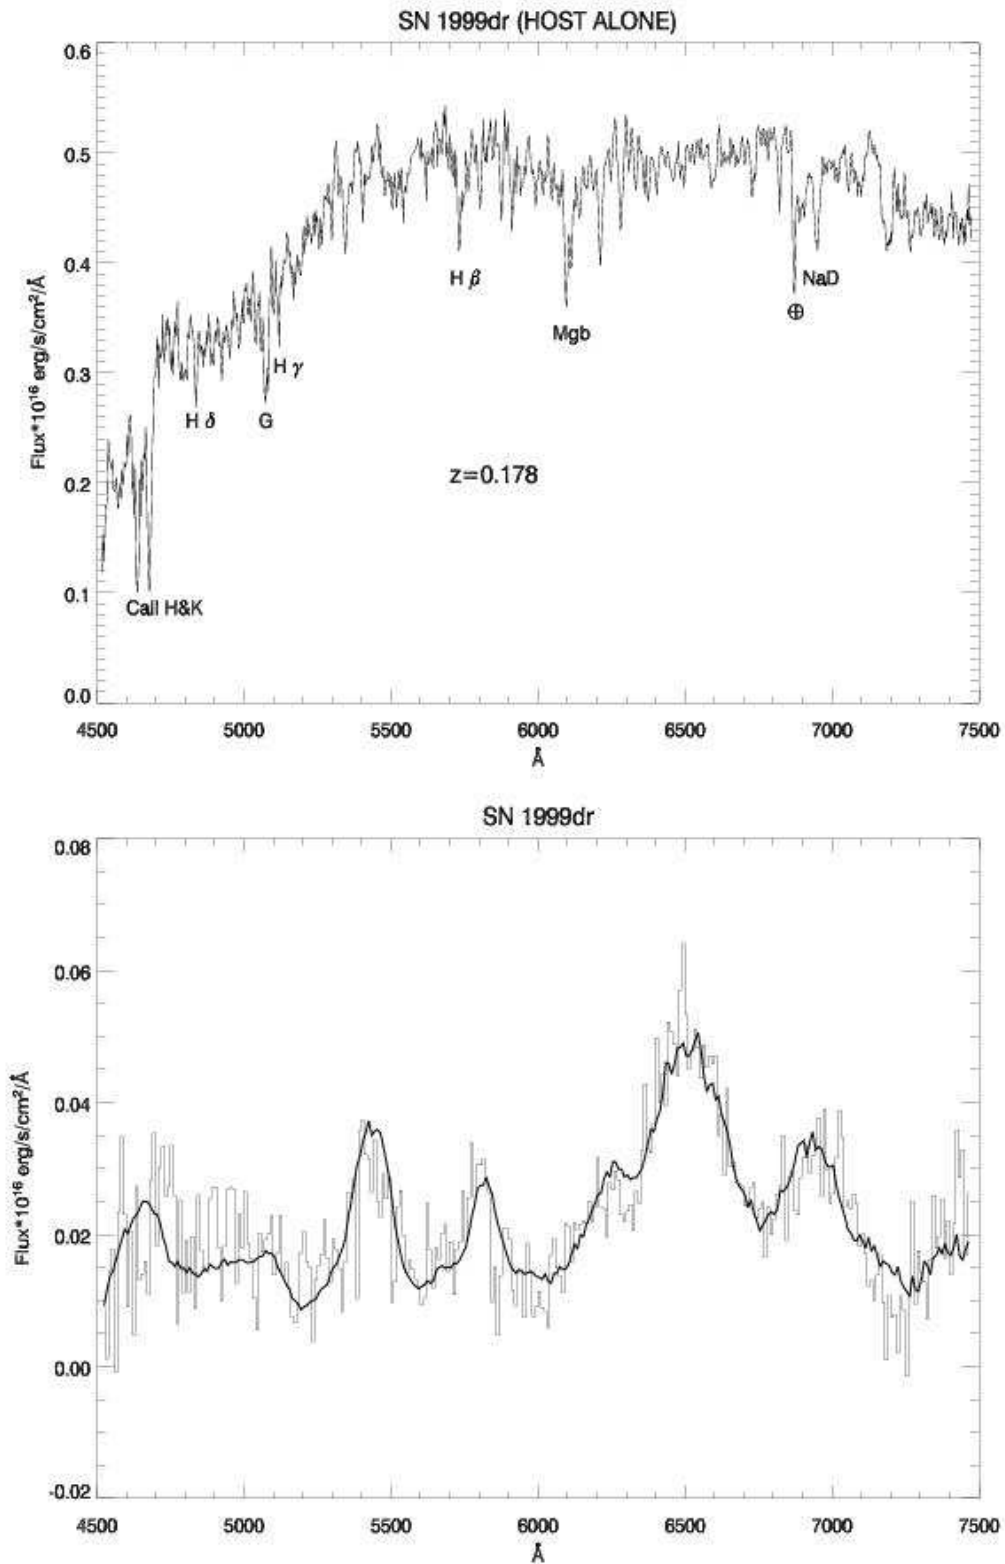 SN 1999dr (HOST ALONE)
0.6
0.5
0.4
0.3
0.2
0.1
0.0
Flux*10¹⁶ erg/s/cm²/Å
H β
Mgb
NaD
⊕
H γ
H δ
G
z=0.178
CaII H&K
4500 5000 5500 6000 6500 7000 7500
Å
SN 1999dr
0.08
0.06
0.04
0.02
0.00
-0.02
Flux*10¹⁶ erg/s/cm²/Å
4500 5000 5500 6000 6500 7000 7500
Å